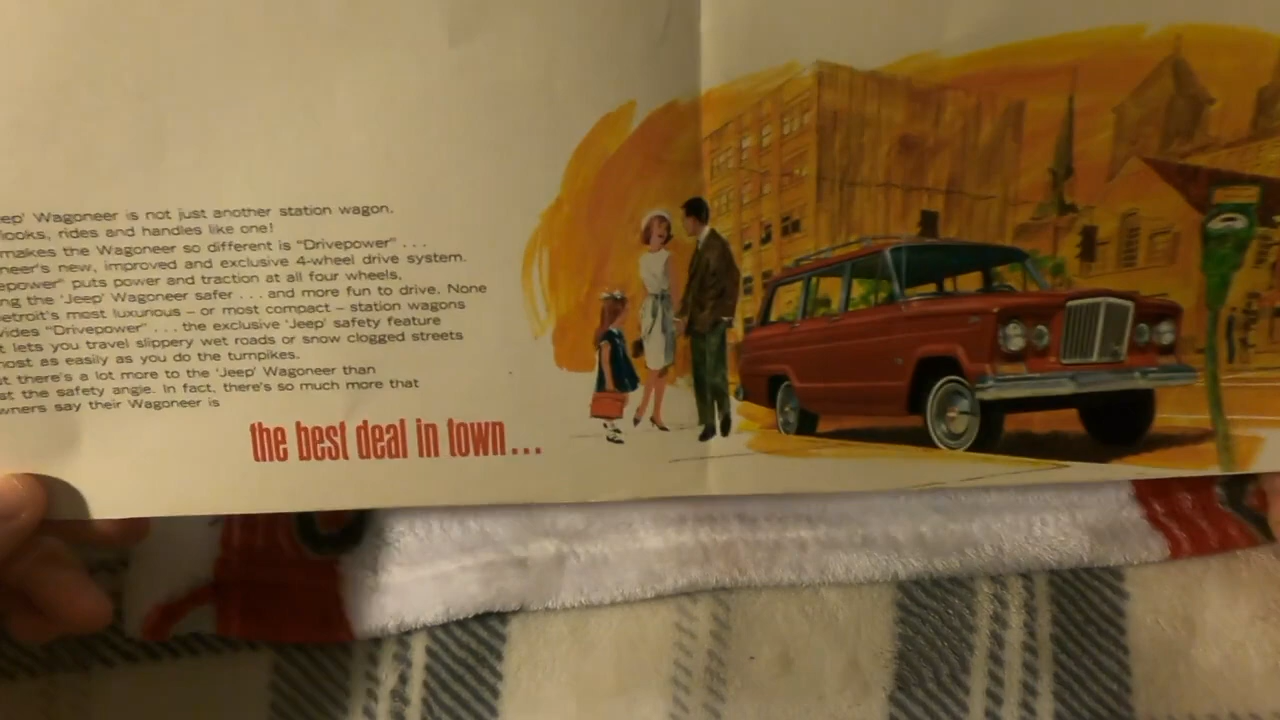 eep' Wagoneer is not just another station wagon.
looks, rides and handles like one!
makes the Wagoneer so different is "Drivepower" . . .
neer's new, improved and exclusive 4-wheel drive system.
epower" puts power and traction at all four wheels,
ng the 'Jeep' Wagoneer safer . . . and more fun to drive. None
etroit's most luxurious – or most compact – station wagons
vides "Drivepower" . . . the exclusive 'Jeep' safety feature
t lets you travel slippery wet roads or snow clogged streets
nost as easily as you do the turnpikes.
ut there's a lot more to the 'Jeep' Wagoneer than
st the safety angle. In fact, there's so much more that
wners say their Wagoneer is
the best deal in town...